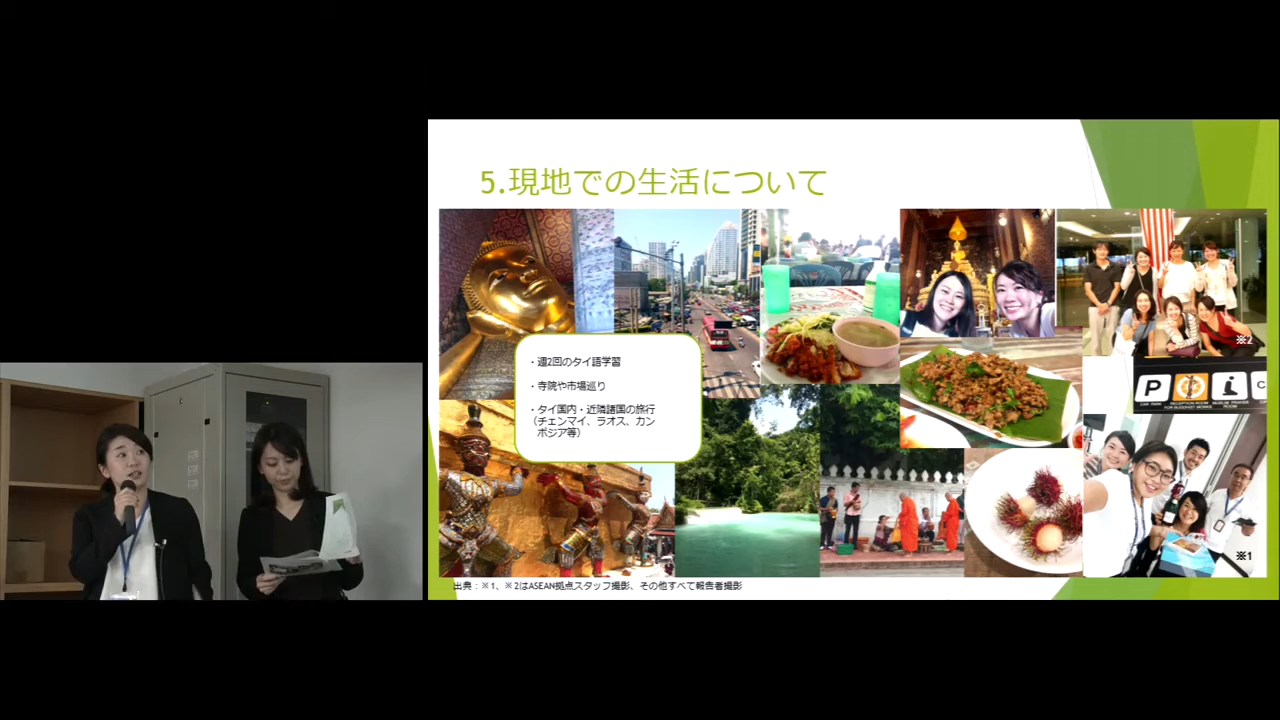 5.現地での生活について
・週2回のタイ語学習
・寺院や市場巡り
・タイ国内・近隣諸国の旅行
(チェンマイ、ラオス、カン
ボジア等)
※2
P i C
CAR PARK RECEPTION ROOM FOR BUDDHIST MONKS MUSLIM PRAYER ROOM
※1
出典：※1、※2はASEAN拠点スタッフ撮影、その他すべて報告者撮影